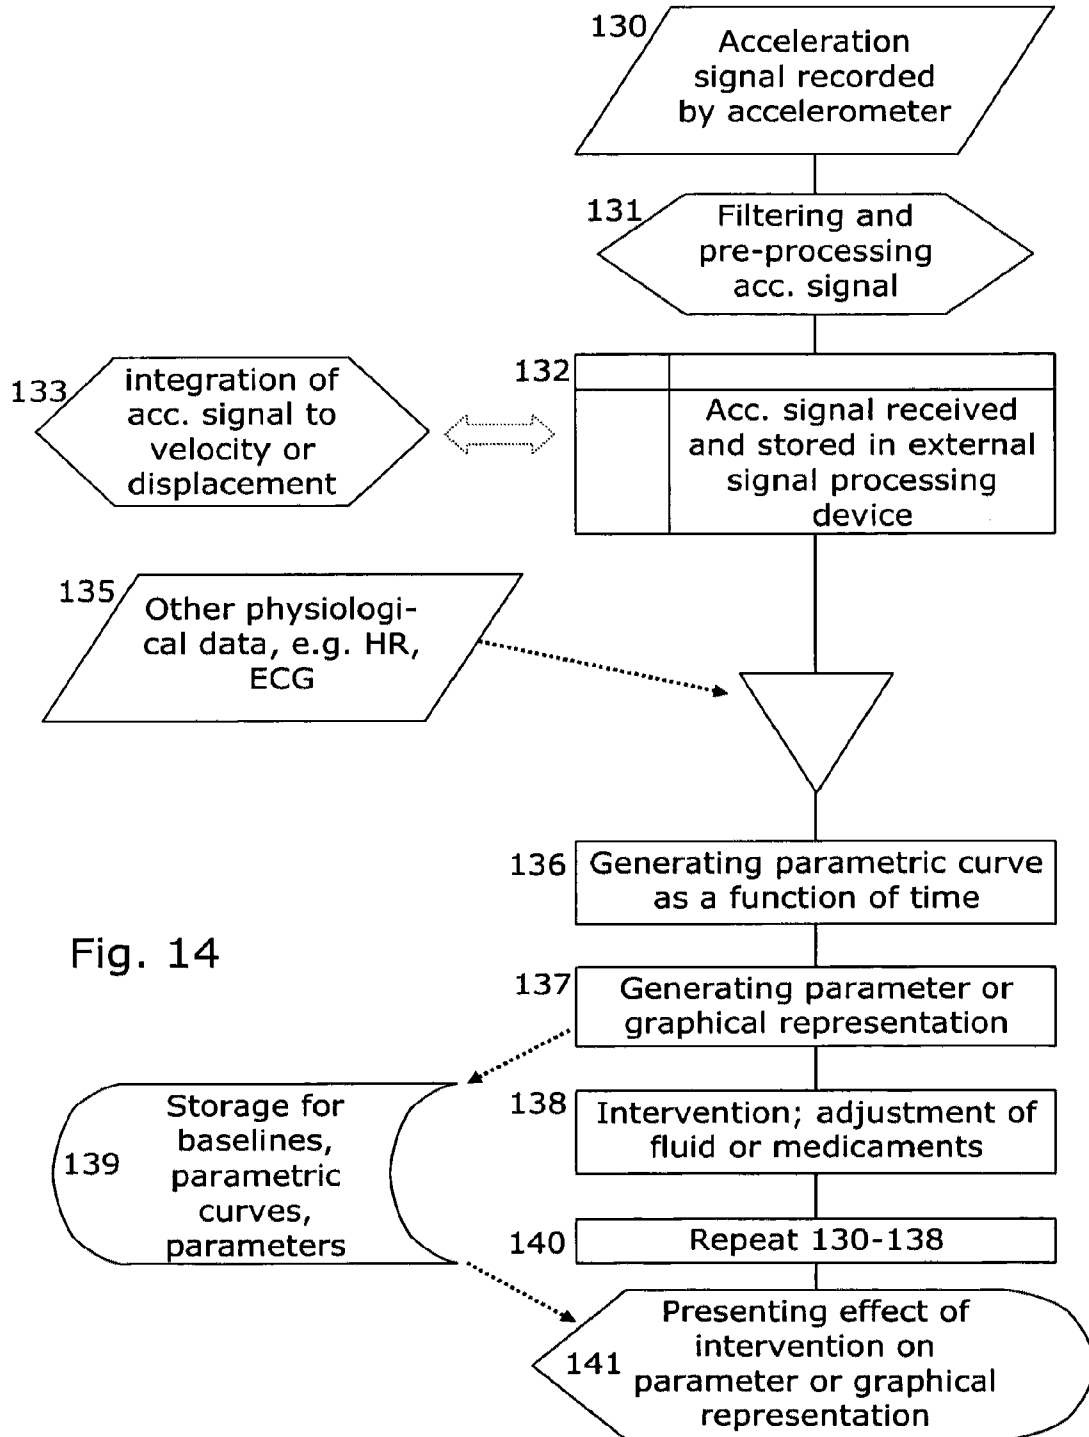 130
Acceleration
signal recorded
by accelerometer
131
Filtering and
pre-processing
acc. signal
133
integration of
acc. signal to
velocity or
displacement
132
Acc. signal received
and stored in external
signal processing
device
135
Other physiologi-
cal data, e.g. HR,
ECG
136
Generating parametric curve
as a function of time
Fig. 14
137
Generating parameter or
graphical representation
138
Intervention; adjustment of
fluid or medicaments
139
Storage for
baselines,
parametric
curves,
parameters
140
Repeat 130-138
141
Presenting effect of
intervention on
parameter or graphical
representation